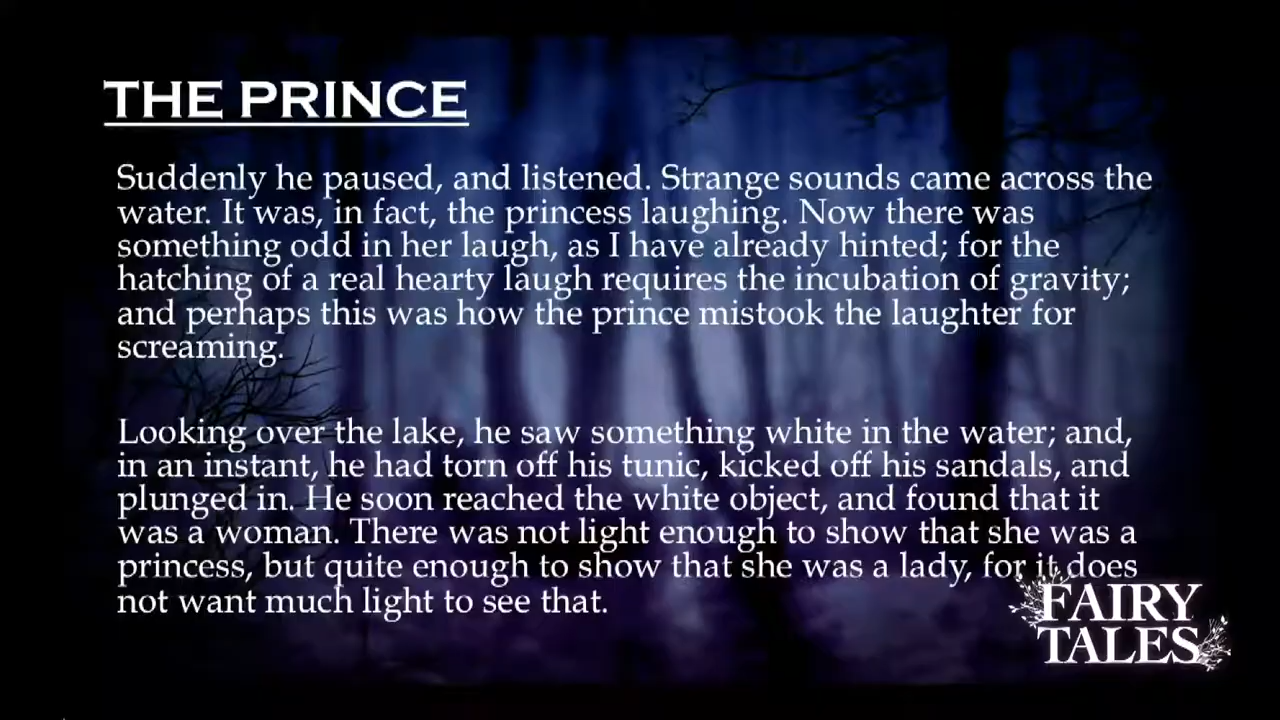 THE PRINCE
Suddenly he paused, and listened. Strange sounds came across the
water. It was, in fact, the princess laughing. Now there was
something odd in her laugh, as I have already hinted; for the
hatching of a real hearty laugh requires the incubation of gravity;
and perhaps this was how the prince mistook the laughter for
screaming.
Looking over the lake, he saw something white in the water; and,
in an instant, he had torn off his tunic, kicked off his sandals, and
plunged in. He soon reached the white object, and found that it
was a woman. There was not light enough to show that she was a
princess, but quite enough to show that she was a lady, for it does
not want much light to see that.
FAIRY
TALES